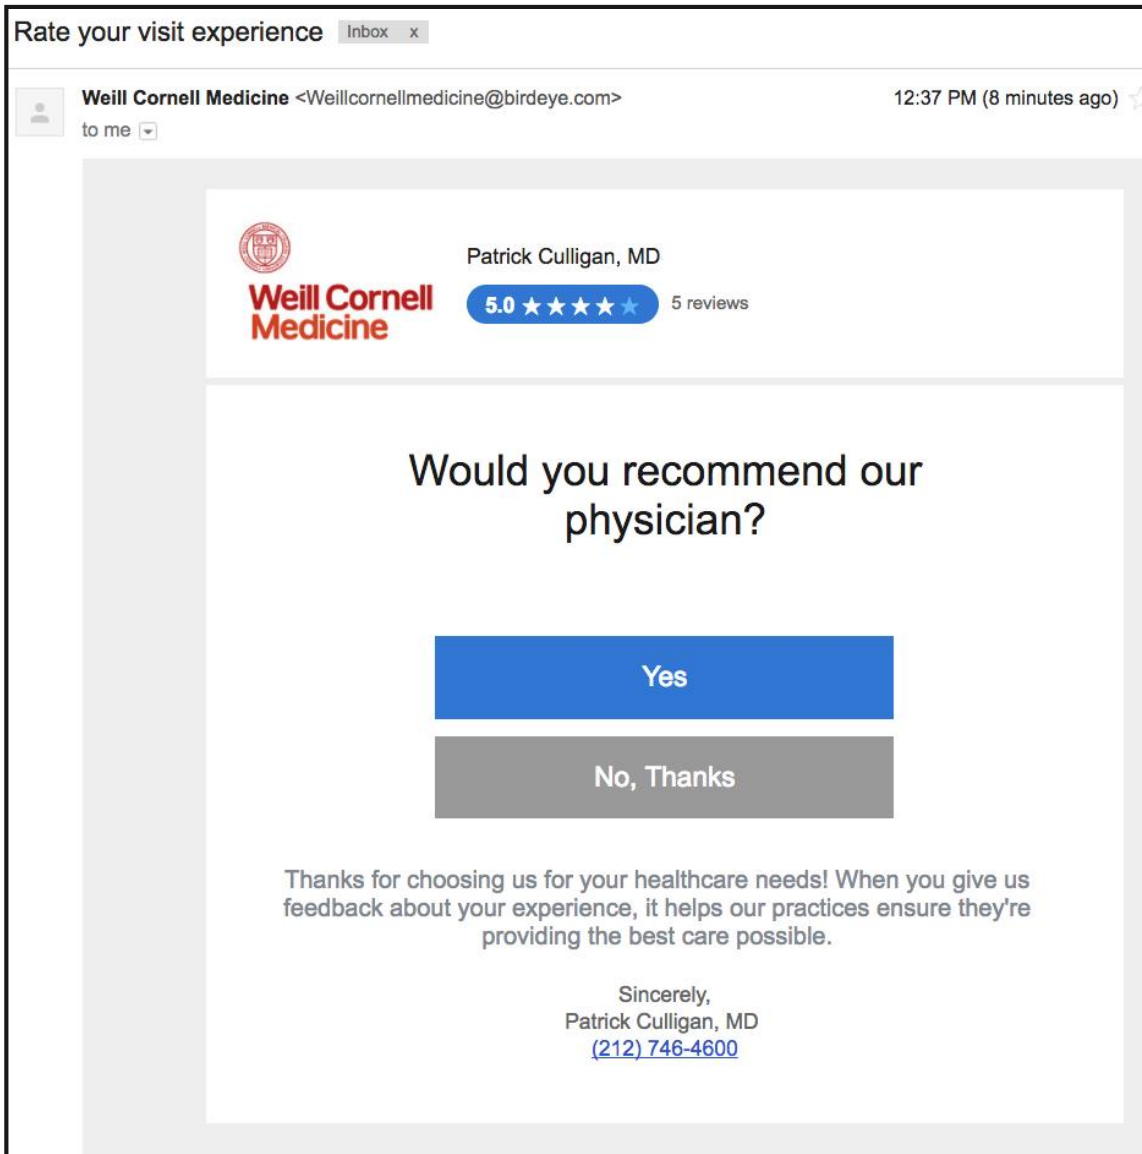 Rate your visit experience Inbox x
Weill Cornell Medicine <Weillcornellmedicine@birdeye.com> 12:37 PM (8 minutes ago)
to me
Weill Cornell
Medicine
Patrick Culligan, MD
5.0 ★★★★★ 5 reviews
Would you recommend our
physician?
Yes
No, Thanks
Thanks for choosing us for your healthcare needs! When you give us
feedback about your experience, it helps our practices ensure they're
providing the best care possible.
Sincerely,
Patrick Culligan, MD
(212) 746-4600